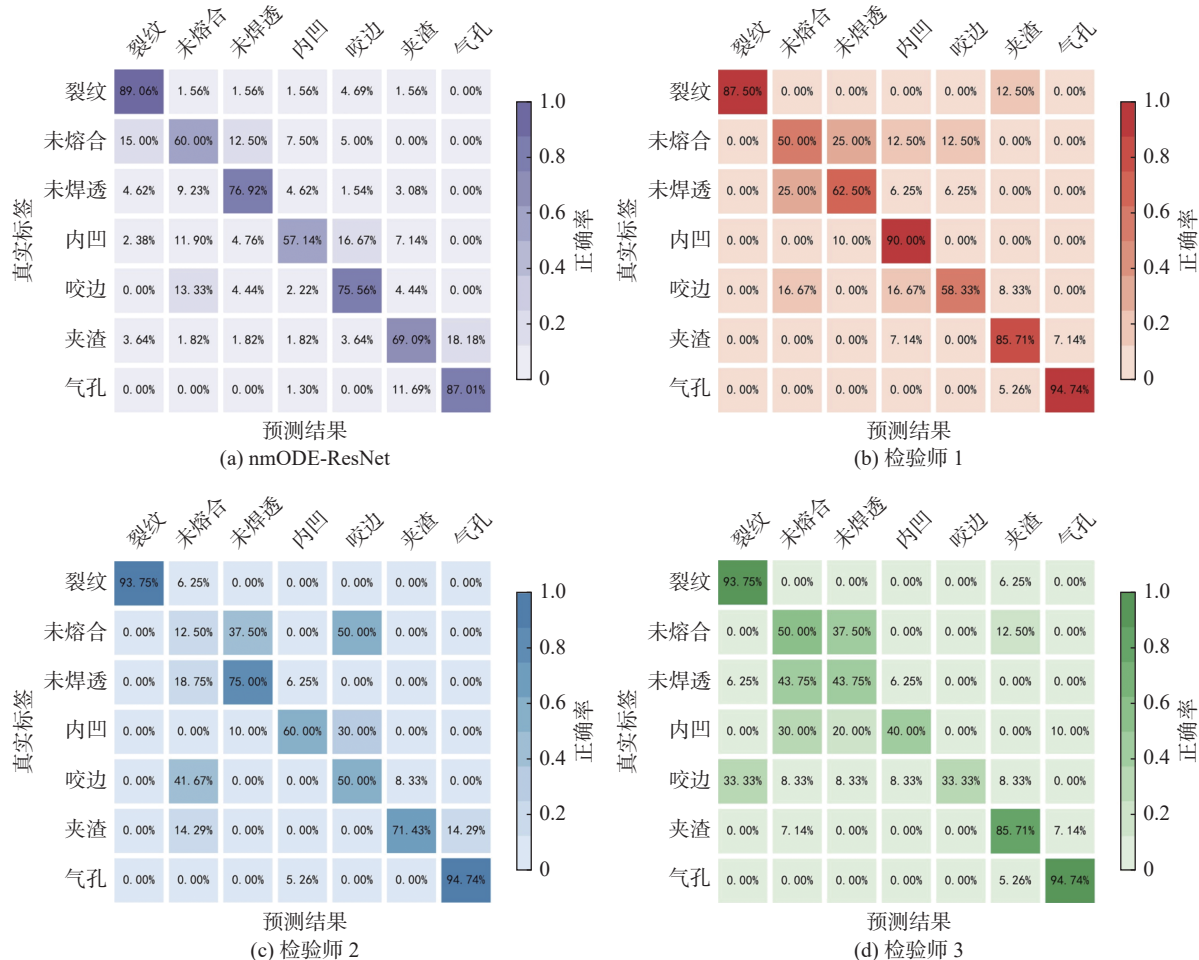 裂纹 未熔合 未焊透 内凹 咬边 夹渣 气孔
裂纹 89.06% 1.56% 1.56% 1.56% 4.69% 1.56% 0.00%
未熔合 15.00% 60.00% 12.50% 7.50% 5.00% 0.00% 0.00%
未焊透 4.62% 9.23% 76.92% 4.62% 1.54% 3.08% 0.00%
内凹 2.38% 11.90% 4.76% 57.14% 16.67% 7.14% 0.00%
咬边 0.00% 13.33% 4.44% 2.22% 75.56% 4.44% 0.00%
夹渣 3.64% 1.82% 1.82% 1.82% 3.64% 69.09% 18.18%
气孔 0.00% 0.00% 0.00% 1.30% 0.00% 11.69% 87.01%
真实标签
预测结果
1.0
0.8
0.6
0.4
0.2
0
正确率
(a) nmODE-ResNet
裂纹 未熔合 未焊透 内凹 咬边 夹渣 气孔
裂纹 87.50% 0.00% 0.00% 0.00% 0.00% 12.50% 0.00%
未熔合 0.00% 50.00% 25.00% 12.50% 12.50% 0.00% 0.00%
未焊透 0.00% 25.00% 62.50% 6.25% 6.25% 0.00% 0.00%
内凹 0.00% 0.00% 10.00% 90.00% 0.00% 0.00% 0.00%
咬边 0.00% 16.67% 0.00% 16.67% 58.33% 8.33% 0.00%
夹渣 0.00% 0.00% 0.00% 7.14% 0.00% 85.71% 7.14%
气孔 0.00% 0.00% 0.00% 0.00% 0.00% 5.26% 94.74%
真实标签
预测结果
1.0
0.8
0.6
0.4
0.2
0
正确率
(b) 检验师 1
裂纹 未熔合 未焊透 内凹 咬边 夹渣 气孔
裂纹 93.75% 6.25% 0.00% 0.00% 0.00% 0.00% 0.00%
未熔合 0.00% 12.50% 37.50% 0.00% 50.00% 0.00% 0.00%
未焊透 0.00% 18.75% 75.00% 6.25% 0.00% 0.00% 0.00%
内凹 0.00% 0.00% 10.00% 60.00% 30.00% 0.00% 0.00%
咬边 0.00% 41.67% 0.00% 0.00% 50.00% 8.33% 0.00%
夹渣 0.00% 14.29% 0.00% 0.00% 0.00% 71.43% 14.29%
气孔 0.00% 0.00% 0.00% 5.26% 0.00% 0.00% 94.74%
真实标签
预测结果
1.0
0.8
0.6
0.4
0.2
0
正确率
(c) 检验师 2
裂纹 未熔合 未焊透 内凹 咬边 夹渣 气孔
裂纹 93.75% 0.00% 0.00% 0.00% 0.00% 6.25% 0.00%
未熔合 0.00% 50.00% 37.50% 0.00% 0.00% 12.50% 0.00%
未焊透 6.25% 43.75% 43.75% 6.25% 0.00% 0.00% 0.00%
内凹 0.00% 30.00% 20.00% 40.00% 0.00% 0.00% 10.00%
咬边 33.33% 8.33% 8.33% 8.33% 33.33% 8.33% 0.00%
夹渣 0.00% 7.14% 0.00% 0.00% 0.00% 85.71% 7.14%
气孔 0.00% 0.00% 0.00% 0.00% 0.00% 5.26% 94.74%
真实标签
预测结果
1.0
0.8
0.6
0.4
0.2
0
正确率
(d) 检验师 3